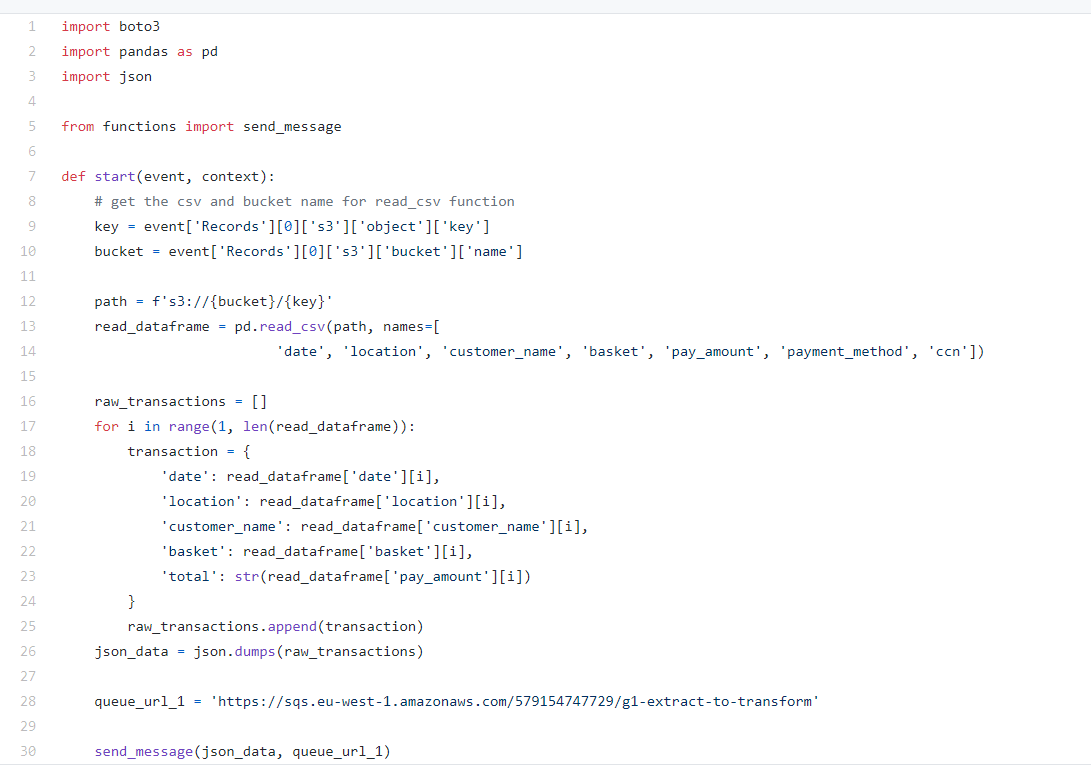 1 import boto3
2 import pandas as pd
3 import json
4
5 from functions import send_message
6
7 def start(event, context):
8     # get the csv and bucket name for read_csv function
9     key = event['Records'][0]['s3']['object']['key']
10     bucket = event['Records'][0]['s3']['bucket']['name']
11
12     path = f's3://{bucket}/{key}'
13     read_dataframe = pd.read_csv(path, names=[
14                           'date', 'location', 'customer_name', 'basket', 'pay_amount', 'payment_method', 'ccn'])
15
16     raw_transactions = []
17     for i in range(1, len(read_dataframe)):
18         transaction = {
19             'date': read_dataframe['date'][i],
20             'location': read_dataframe['location'][i],
21             'customer_name': read_dataframe['customer_name'][i],
22             'basket': read_dataframe['basket'][i],
23             'total': str(read_dataframe['pay_amount'][i])
24         }
25         raw_transactions.append(transaction)
26     json_data = json.dumps(raw_transactions)
27
28     queue_url_1 = 'https://sqs.eu-west-1.amazonaws.com/579154747729/g1-extract-to-transform'
29
30     send_message(json_data, queue_url_1)